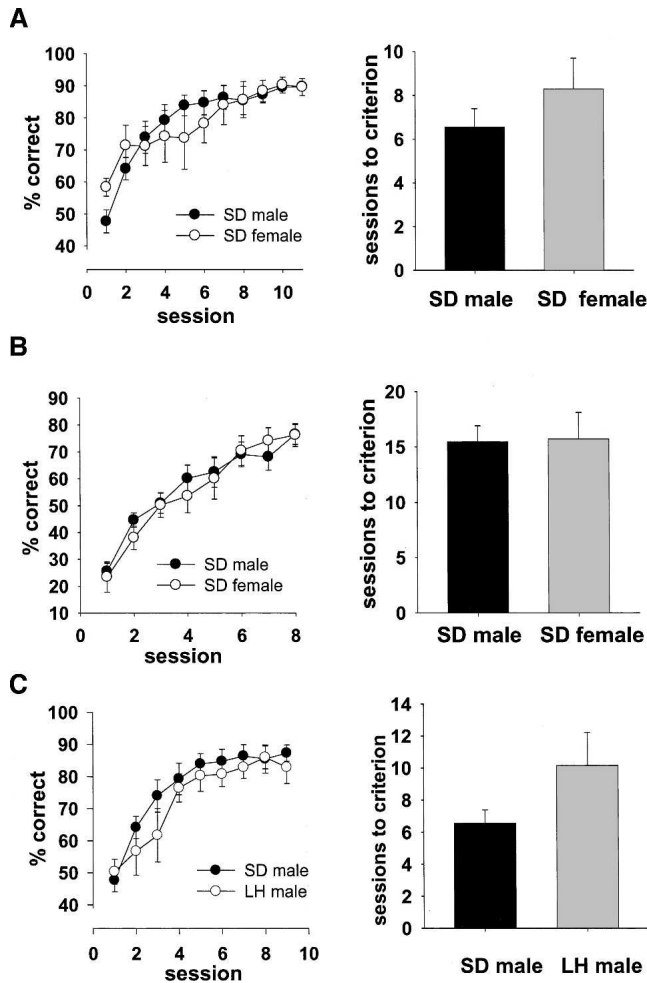 A
100
90
80
70
60
50
40
% correct
SD male
SD female
0 2 4 6 8 10
session
10
8
6
4
2
0
sessions to criterion
SD male SD female
B
90
80
70
60
50
40
30
20
10
% correct
SD male
SD female
0 2 4 6 8
session
20
15
10
5
0
sessions to criterion
SD male SD female
C
100
90
80
70
60
50
40
% correct
SD male
LH male
0 2 4 6 8 10
session
14
12
10
8
6
4
2
0
sessions to criterion
SD male LH male